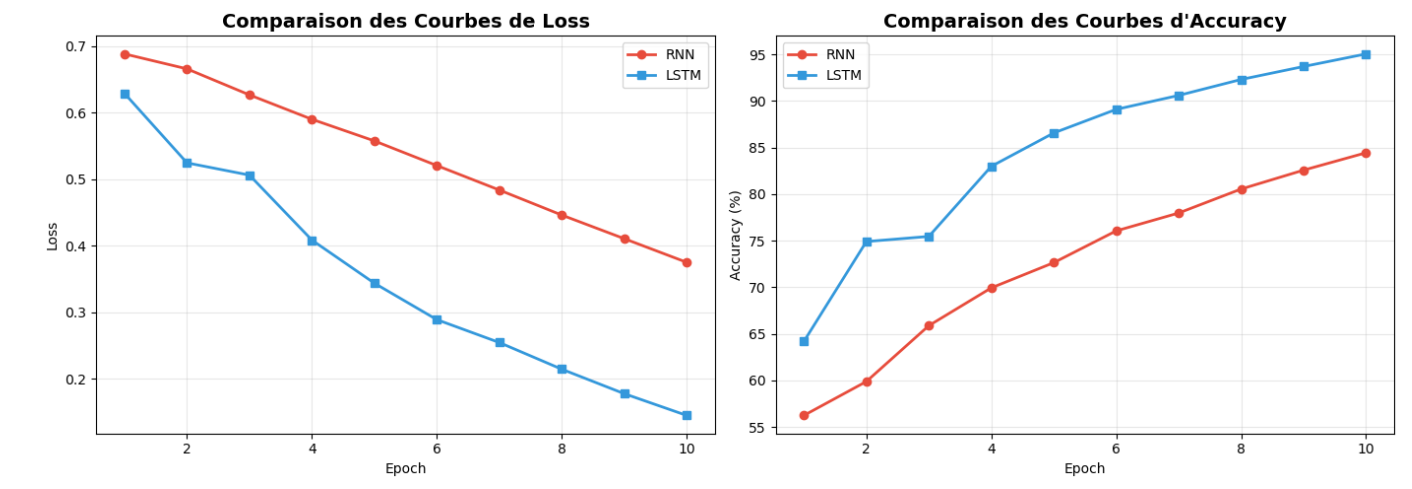 Comparaison des Courbes de Loss
0.7
0.6
0.5
0.4
0.3
0.2
Loss
2
4
6
8
10
Epoch
RNN
LSTM
Comparaison des Courbes d'Accuracy
95
90
85
80
75
70
65
60
55
Accuracy (%)
2
4
6
8
10
Epoch
RNN
LSTM